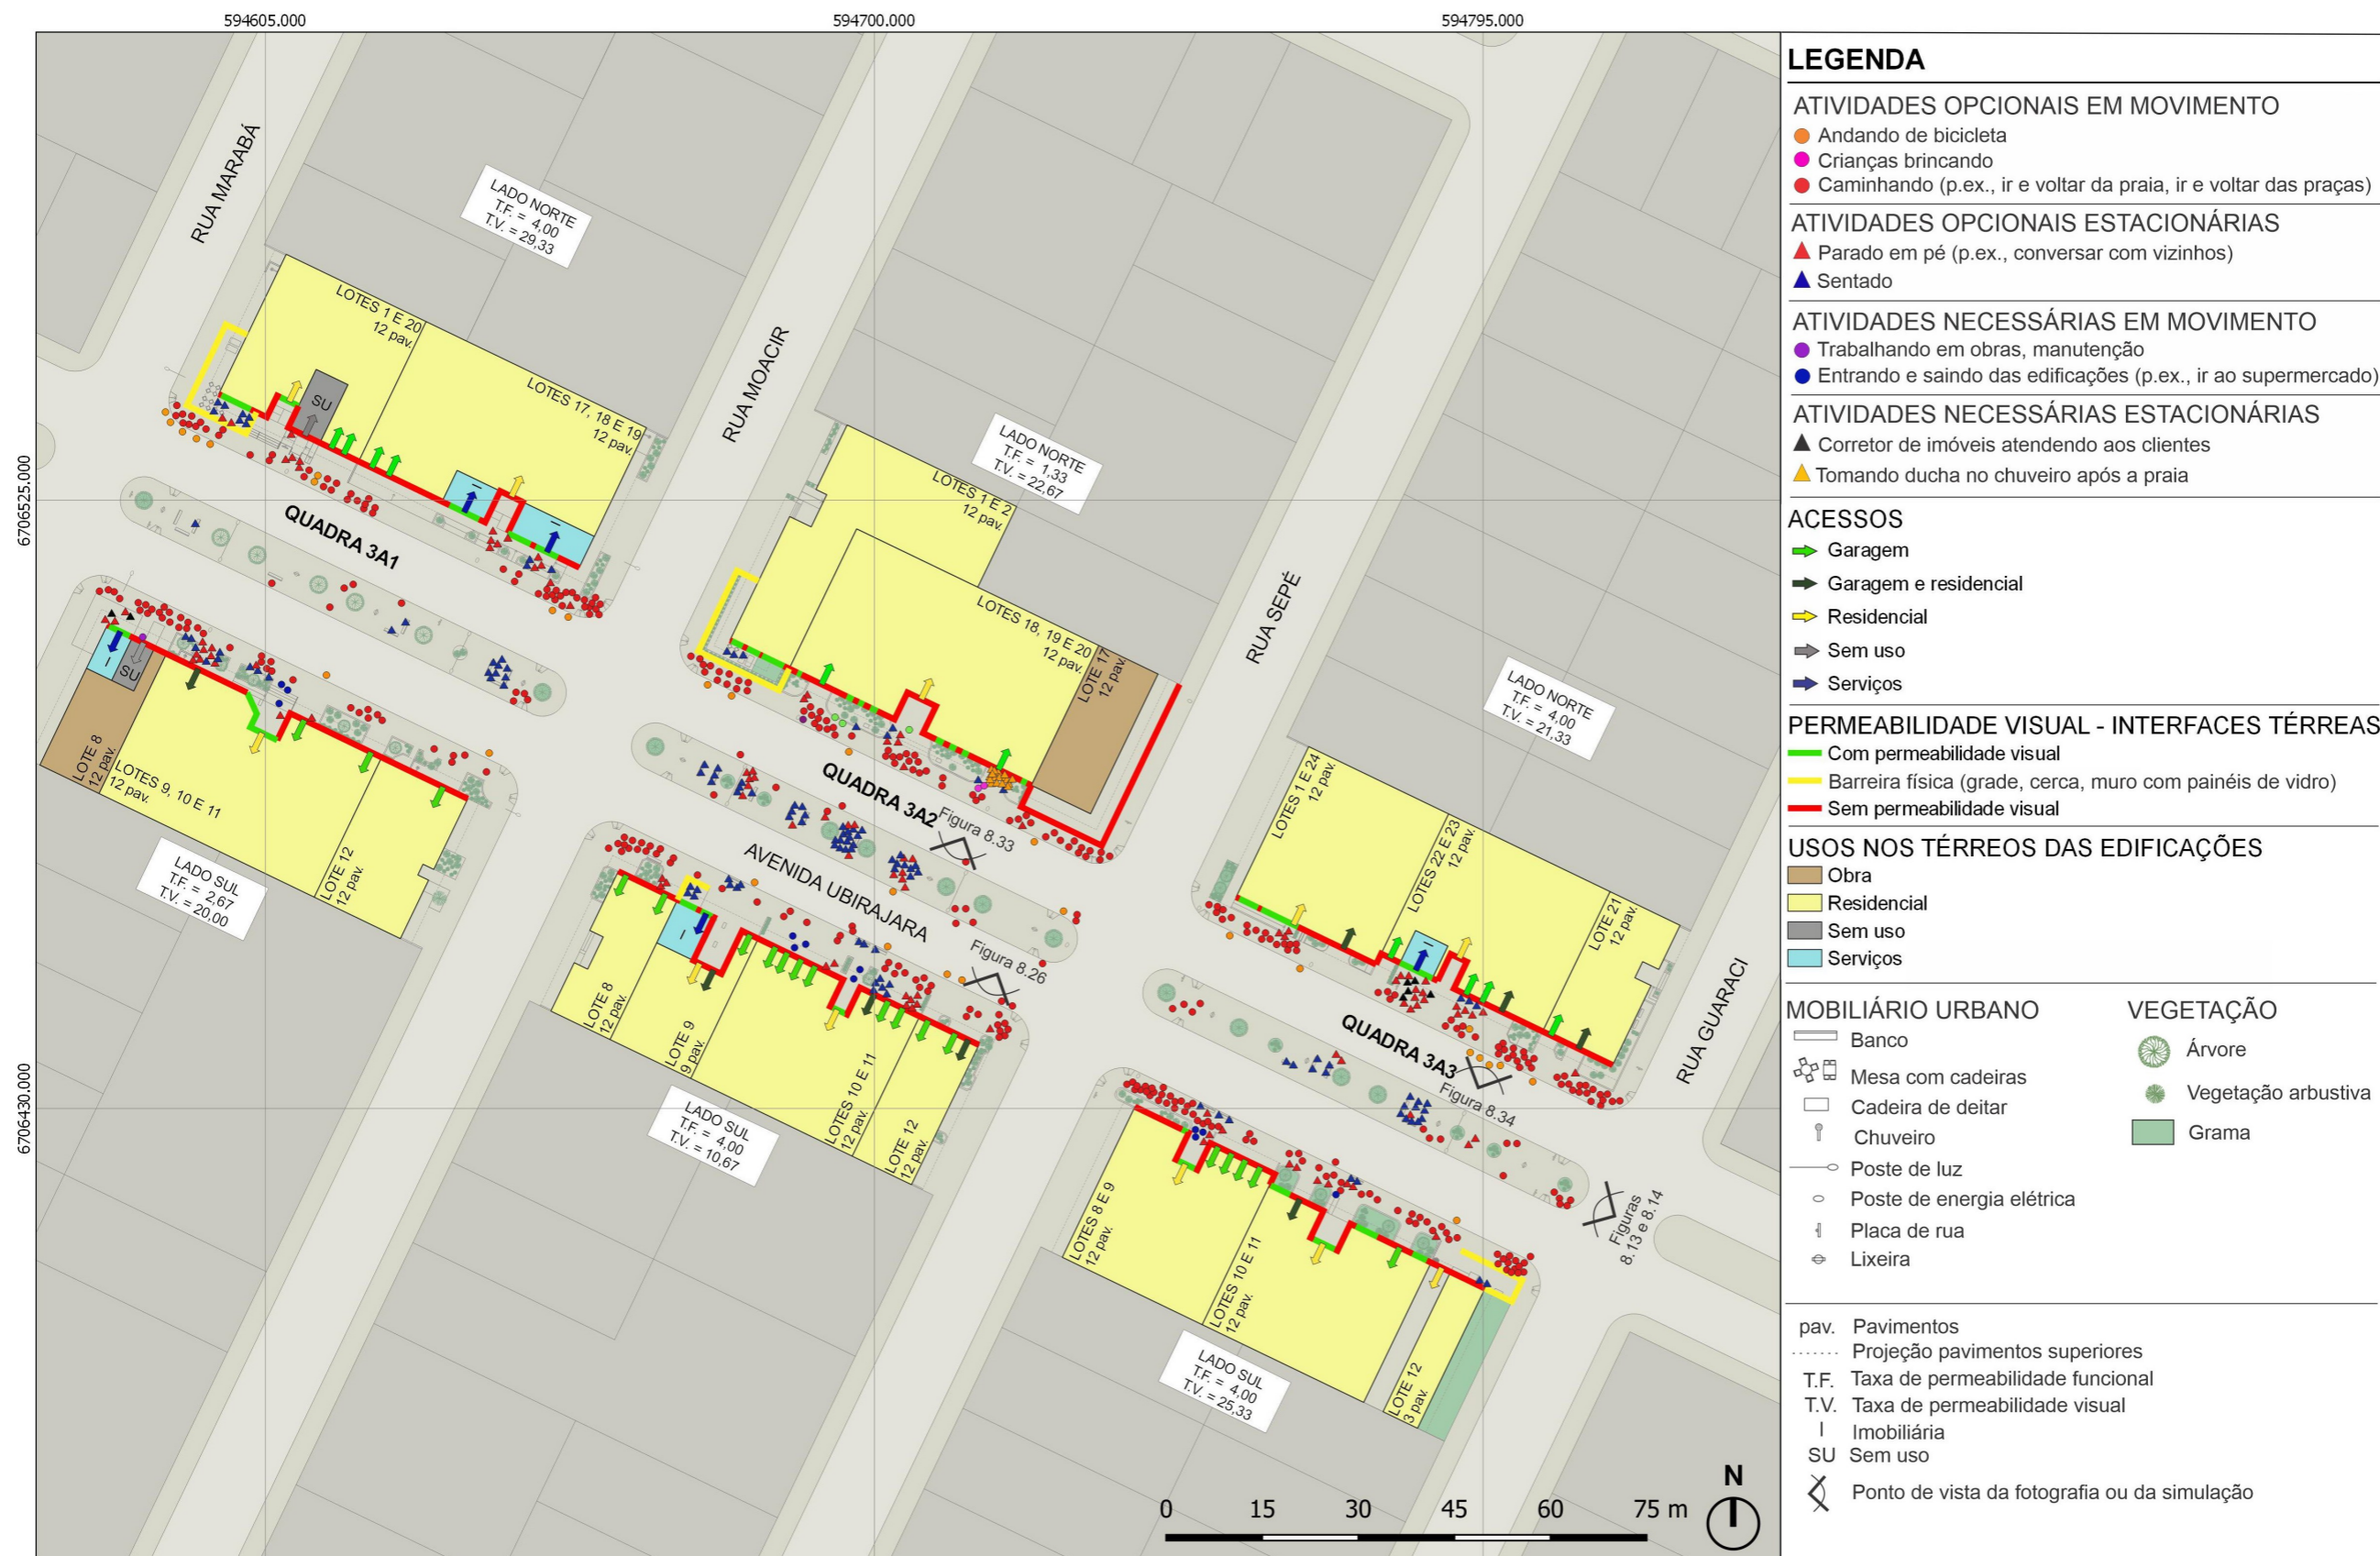 594605.000
594700.000
594795.000
6706525.000
6706430.000
RUA MARABÁ
RUA MOACIR
RUA SEPÉ
RUA GUARACI
AVENIDA UBIRAJARA
QUADRA 3A1
QUADRA 3A2
QUADRA 3A3
LADO NORTE
T.F. = 4,00
T.V. = 29,33
LOTES 1 E 20
12 pav.
SU
LOTES 17, 18 E 19
12 pav.
I
I
LADO NORTE
T.F. = 1,33
T.V. = 22,67
LOTES 1 E 2
12 pav.
LOTES 18, 19 E 20
12 pav.
LOTE 17
12 pav.
LADO NORTE
T.F. = 4,00
T.V. = 21,33
LOTES 1 E 24
12 pav.
LOTES 22 E 23
12 pav.
I
LOTE 21
12 pav.
I
SU
LOTE 8
12 pav.
LOTES 9, 10 E 11
12 pav.
LOTE 12
12 pav.
LADO SUL
T.F. = 2,67
T.V. = 20,00
Figura 8.33
Figura 8.26
Figura 8.34
Figuras
8.13 e 8.14
I
LOTE 8
12 pav.
LOTE 9
9 pav.
LOTES 10 E 11
12 pav.
LOTE 12
12 pav.
LADO SUL
T.F. = 4,00
T.V. = 10,67
LOTES 8 E 9
12 pav.
LOTES 10 E 11
12 pav.
LOTE 12
3 pav.
LADO SUL
T.F. = 4,00
T.V. = 25,33
0 15 30 45 60 75 m
N
LEGENDA
ATIVIDADES OPCIONAIS EM MOVIMENTO
Andando de bicicleta
Crianças brincando
Caminhando (p.ex., ir e voltar da praia, ir e voltar das praças)
ATIVIDADES OPCIONAIS ESTACIONÁRIAS
Parado em pé (p.ex., conversar com vizinhos)
Sentado
ATIVIDADES NECESSÁRIAS EM MOVIMENTO
Trabalhando em obras, manutenção
Entrando e saindo das edificações (p.ex., ir ao supermercado)
ATIVIDADES NECESSÁRIAS ESTACIONÁRIAS
Corretor de imóveis atendendo aos clientes
Tomando ducha no chuveiro após a praia
ACESSOS
Garagem
Garagem e residencial
Residencial
Sem uso
Serviços
PERMEABILIDADE VISUAL - INTERFACES TÉRREAS
Com permeabilidade visual
Barreira física (grade, cerca, muro com painéis de vidro)
Sem permeabilidade visual
USOS NOS TÉRREOS DAS EDIFICAÇÕES
Obra
Residencial
Sem uso
Serviços
MOBILIÁRIO URBANO
Banco
Mesa com cadeiras
Cadeira de deitar
Chuveiro
Poste de luz
Poste de energia elétrica
Placa de rua
Lixeira
VEGETAÇÃO
Árvore
Vegetação arbustiva
Grama
pav. Pavimentos
Projeção pavimentos superiores
T.F. Taxa de permeabilidade funcional
T.V. Taxa de permeabilidade visual
I Imobiliária
SU Sem uso
Ponto de vista da fotografia ou da simulação